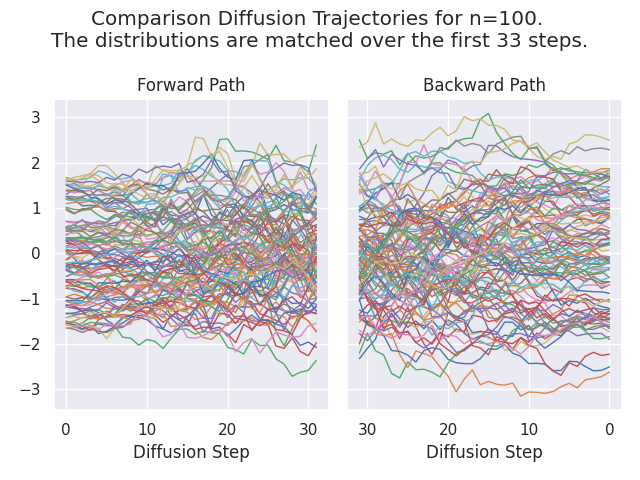 Comparison Diffusion Trajectories for n=100.
The distributions are matched over the first 33 steps.
Forward Path
Backward Path
3
2
1
0
−1
−2
−3
0 10 20 30
30 20 10 0
Diffusion Step
Diffusion Step